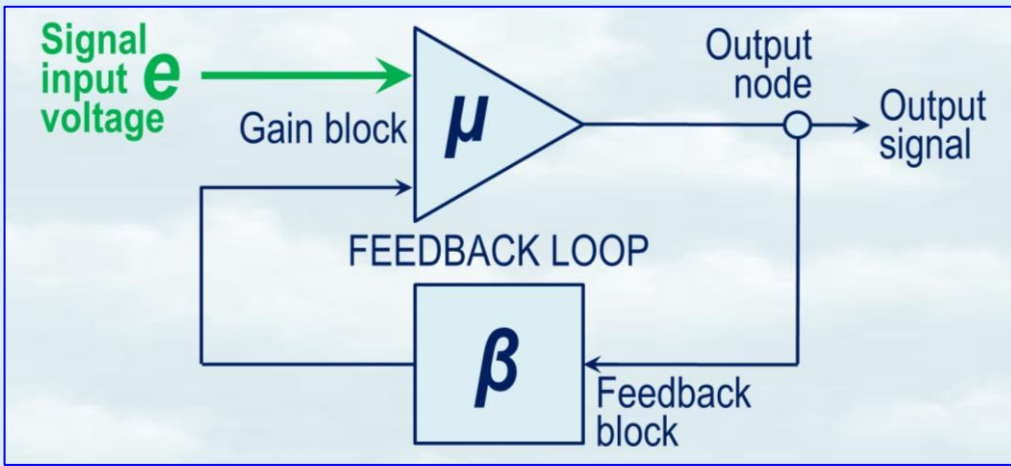 Signal
input e
voltage
Gain block
μ
Output
node
Output
signal
FEEDBACK LOOP
β
Feedback
block